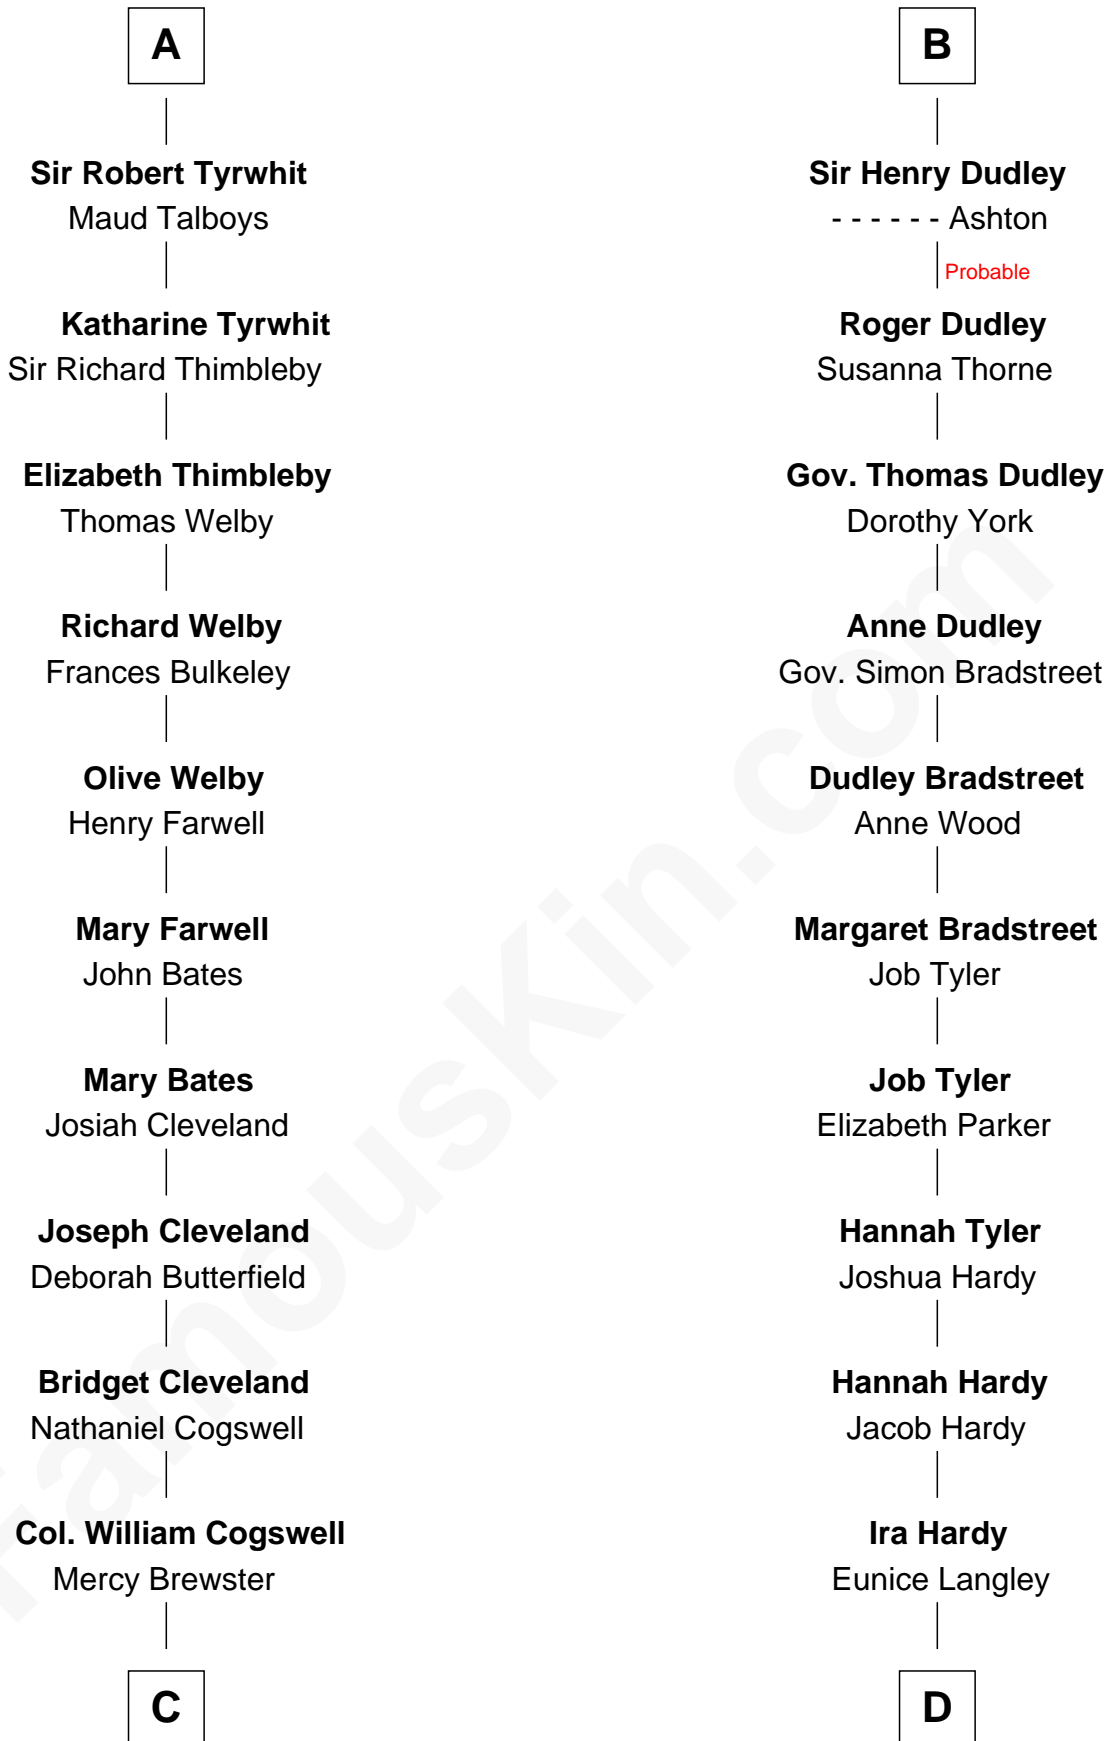 A
Sir Robert Tyrwhit
Maud Talboys
Katharine Tyrwhit
Sir Richard Thimbleby
Elizabeth Thimbleby
Thomas Welby
Richard Welby
Frances Bulkeley
Olive Welby
Henry Farwell
Mary Farwell
John Bates
Mary Bates
Josiah Cleveland
Joseph Cleveland
Deborah Butterfield
Bridget Cleveland
Nathaniel Cogswell
Col. William Cogswell
Mercy Brewster
C
B
Sir Henry Dudley
- - - - - - Ashton
Probable
Roger Dudley
Susanna Thorne
Gov. Thomas Dudley
Dorothy York
Anne Dudley
Gov. Simon Bradstreet
Dudley Bradstreet
Anne Wood
Margaret Bradstreet
Job Tyler
Job Tyler
Elizabeth Parker
Hannah Tyler
Joshua Hardy
Hannah Hardy
Jacob Hardy
Ira Hardy
Eunice Langley
D
FamousKin.com